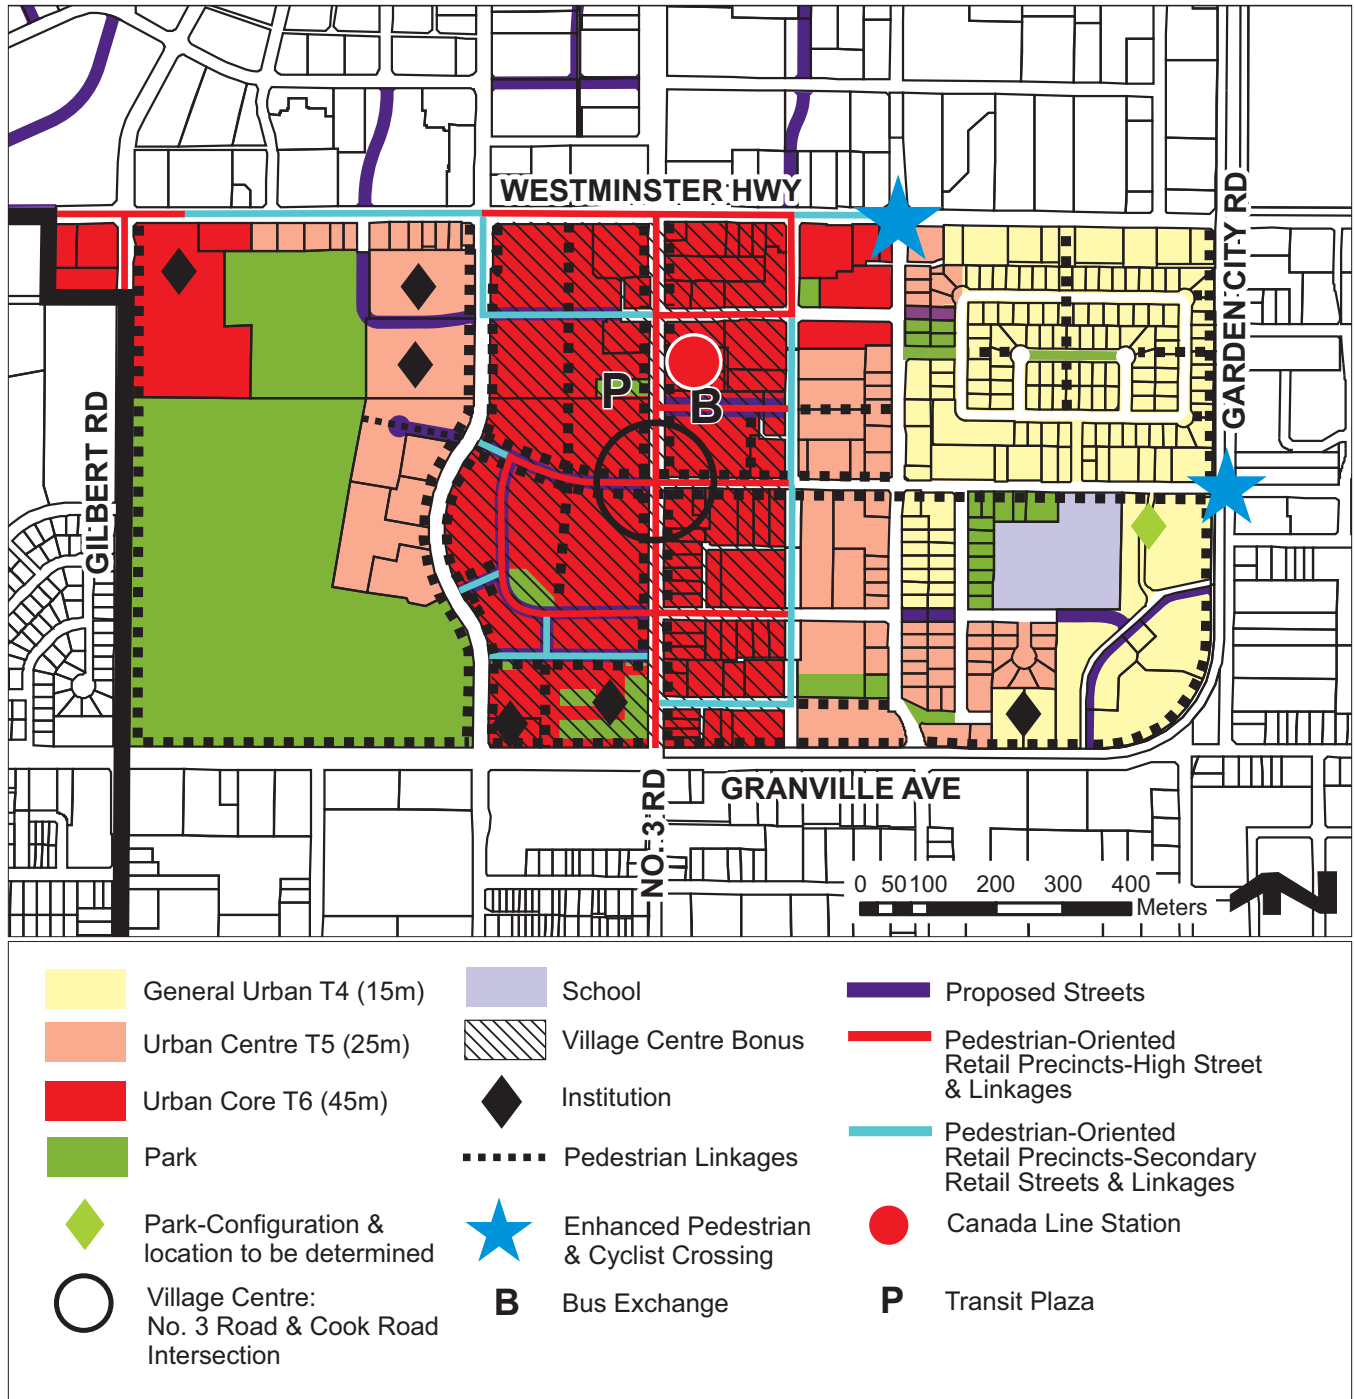 WESTMINSTER HWY
GARDEN CITY RD
GILBERT RD
P
B
NO. 3 RD
GRANVILLE AVE
0 50 100 200 300 400
Meters
N
General Urban T4 (15m)
Urban Centre T5 (25m)
Urban Core T6 (45m)
Park
Park-Configuration &
location to be determined
Village Centre:
No. 3 Road & Cook Road
Intersection
School
Village Centre Bonus
Institution
Pedestrian Linkages
Enhanced Pedestrian
& Cyclist Crossing
B Bus Exchange
Proposed Streets
Pedestrian-Oriented
Retail Precincts-High Street
& Linkages
Pedestrian-Oriented
Retail Precincts-Secondary
Retail Streets & Linkages
Canada Line Station
P Transit Plaza